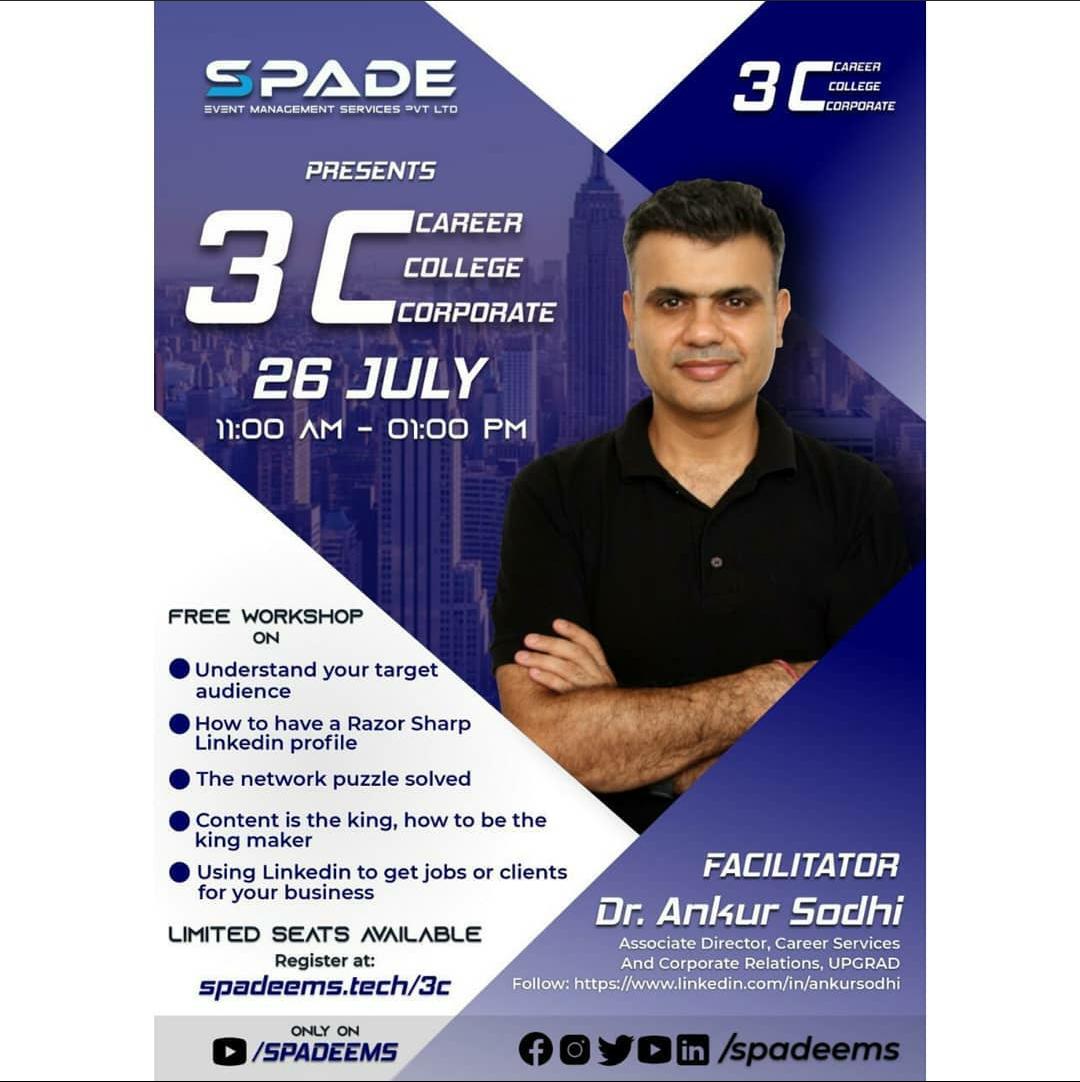 SPADE
EVENT MANAGEMENT SERVICES PVT LTD
3C CAREER
COLLEGE
CORPORATE
PRESENTS
3C CAREER
COLLEGE
CORPORATE
26 JULY
11:00 AM - 01:00 PM
FREE WORKSHOP
ON
Understand your target
audience
How to have a Razor Sharp
Linkedin profile
The network puzzle solved
Content is the king, how to be the
king maker
Using Linkedin to get jobs or clients
for your business
LIMITED SEATS AVAILABLE
Register at:
spadeems.tech/3c
FACILITATOR
Dr. Ankur Sodhi
Associate Director, Career Services
And Corporate Relations, UPGRAD
Follow: https://www.linkedin.com/in/ankursodhi
ONLY ON
/SPADEEMS
/spadeems